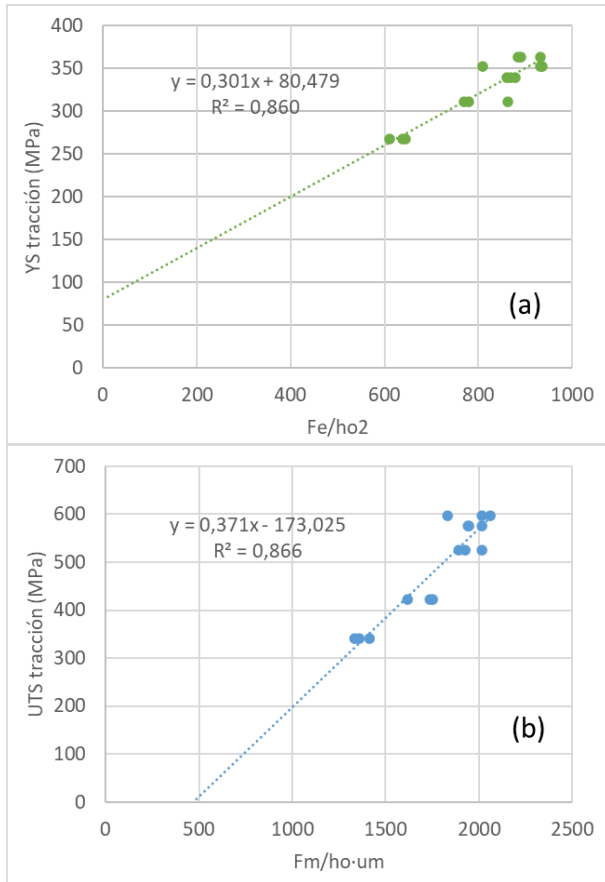 400
350
300
250
200
150
100
50
0
YS tracción (MPa)
y = 0,301x + 80,479
R² = 0,860
(a)
0 200 400 600 800 1000
Fe/ho2
700
600
500
400
300
200
100
0
UTS tracción (MPa)
y = 0,371x - 173,025
R² = 0,866
(b)
0 500 1000 1500 2000 2500
Fm/ho·um